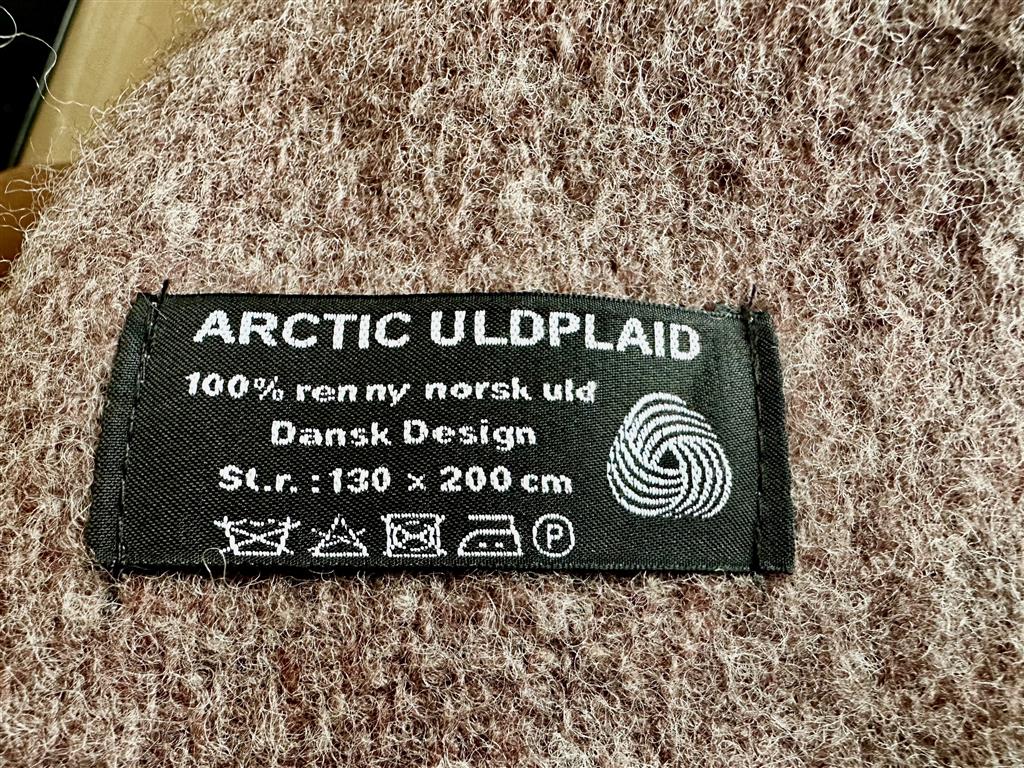 ARCTIC ULDPLAID
100% ren ny norsk uld
Dansk Design
St.r. : 130 x 200 cm
P